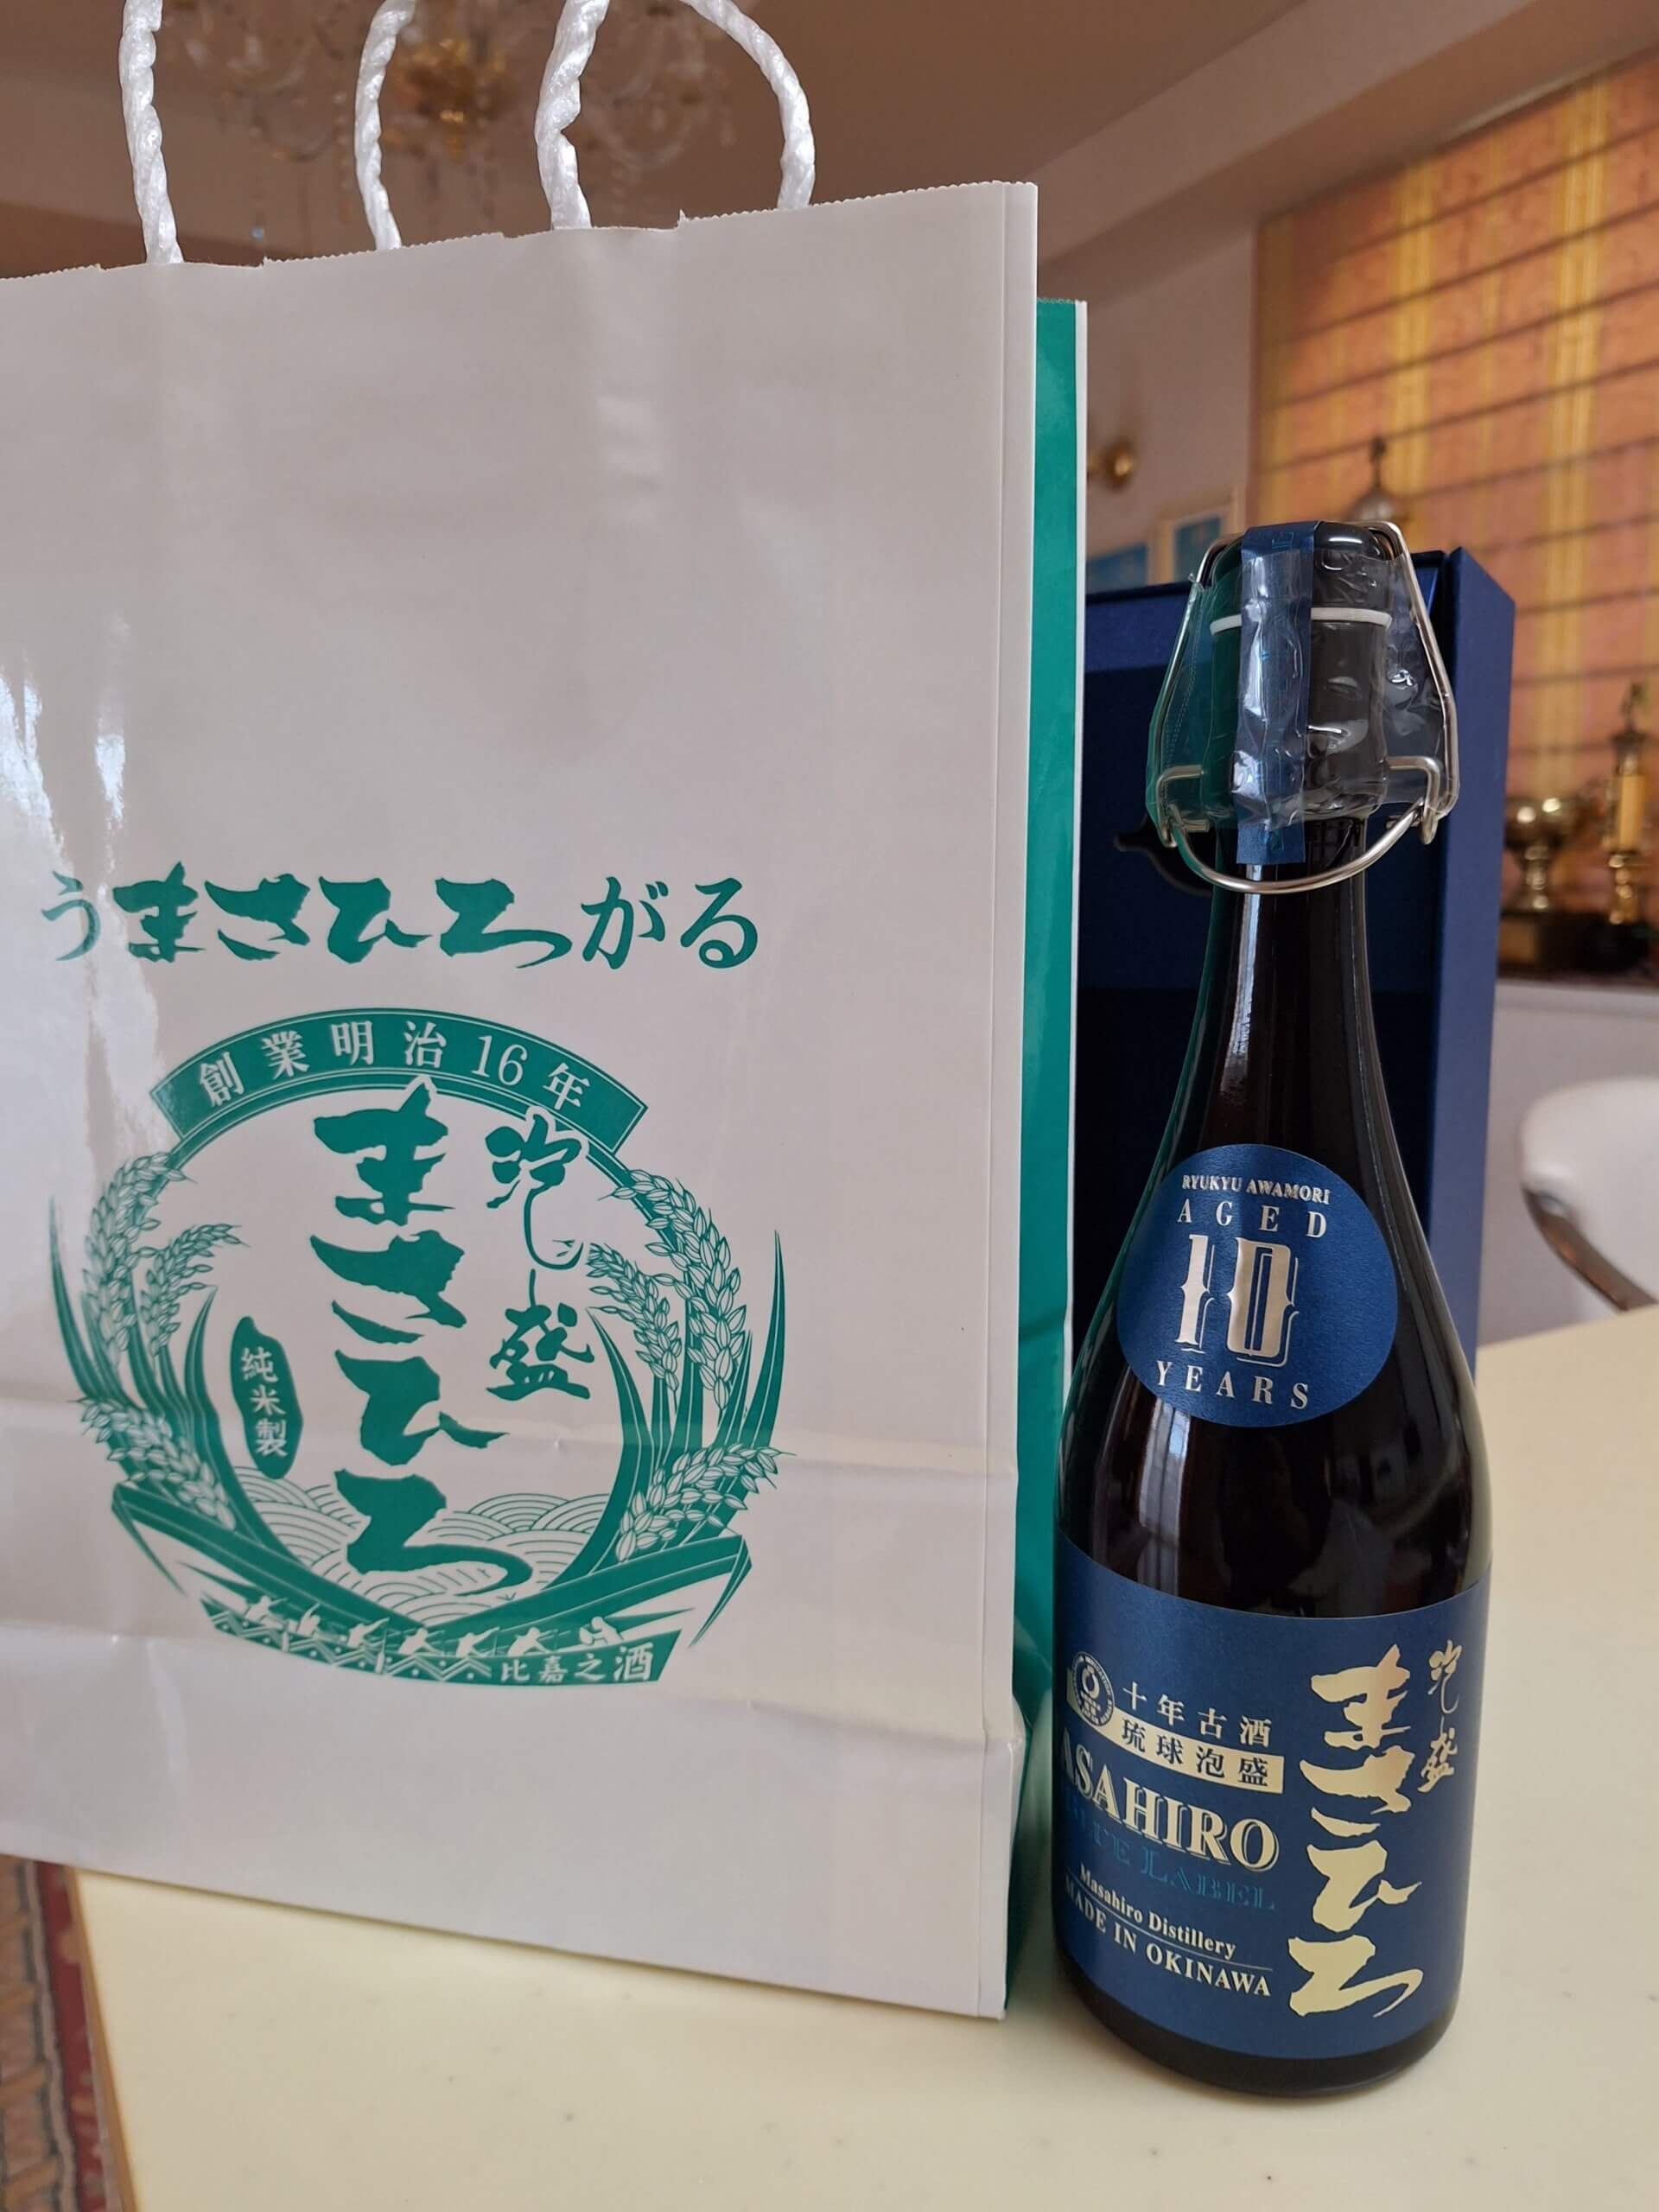 うまさひろがる
創業明治16年
泡盛
まさひろ
純米製
比嘉之酒
RYUKYU AWAMORI
AGED
10
YEARS
泡盛
まさひろ
十年古酒
琉球泡盛
ASAHIRO
LABEL
Masahiro Distillery
MADE IN OKINAWA